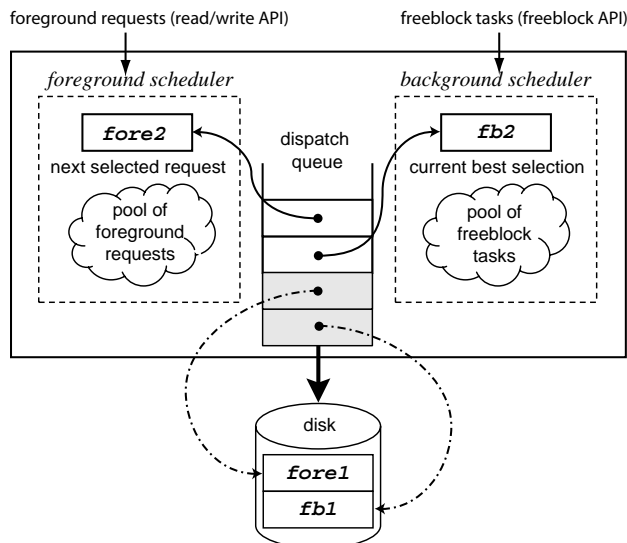 foreground requests (read/write API)
freeblock tasks (freeblock API)
foreground scheduler
background scheduler
fore2
dispatch
queue
fb2
next selected request
current best selection
pool of
foreground
requests
pool of
freeblock
tasks
disk
fore1
fb1